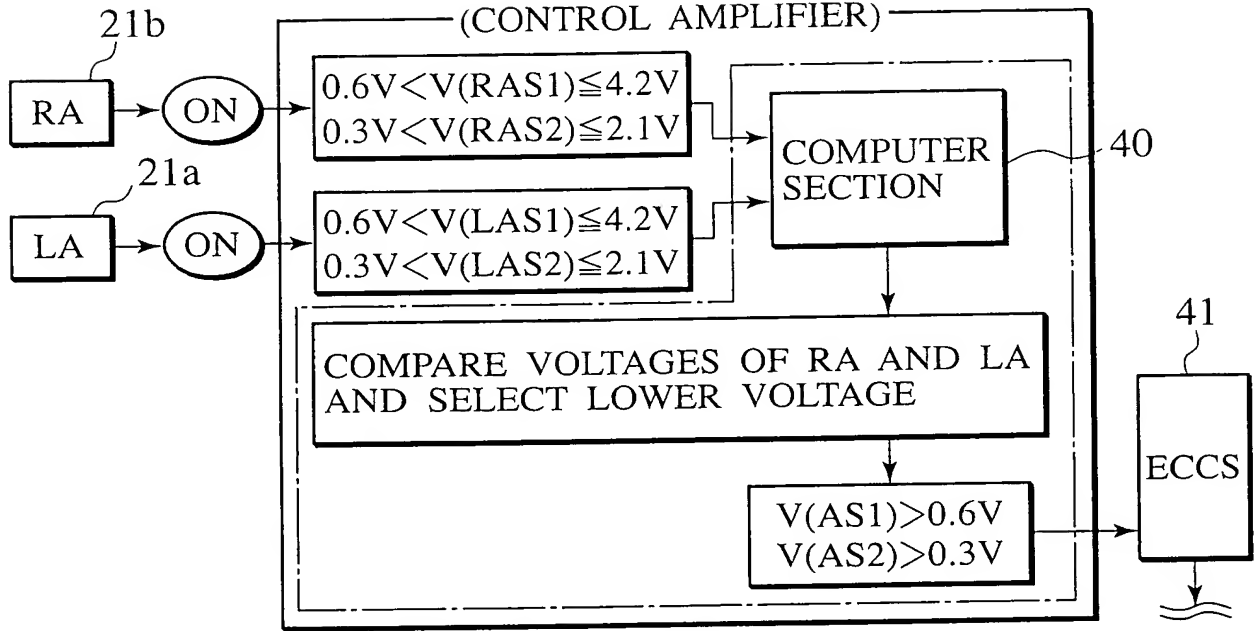 (CONTROL AMPLIFIER)
21b
RA
ON
0.6V<V(RAS1)≦4.2V
0.3V<V(RAS2)≦2.1V
COMPUTER
SECTION
40
21a
LA
ON
0.6V<V(LAS1)≦4.2V
0.3V<V(LAS2)≦2.1V
COMPARE VOLTAGES OF RA AND LA
AND SELECT LOWER VOLTAGE
41
ECCS
V(AS1)>0.6V
V(AS2)>0.3V